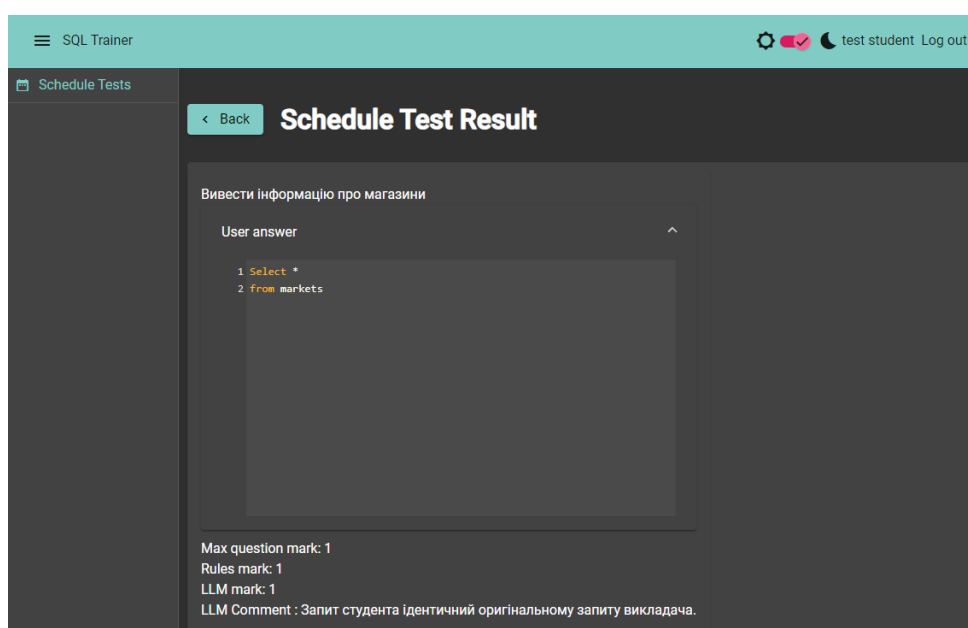 SQL Trainer
test student Log out
Schedule Tests
Back
Schedule Test Result
Вивести інформацію про магазини
User answer
1 Select *
2 from markets
Max question mark: 1
Rules mark: 1
LLM mark: 1
LLM Comment : Запит студента ідентичний оригінальному запиту викладача.